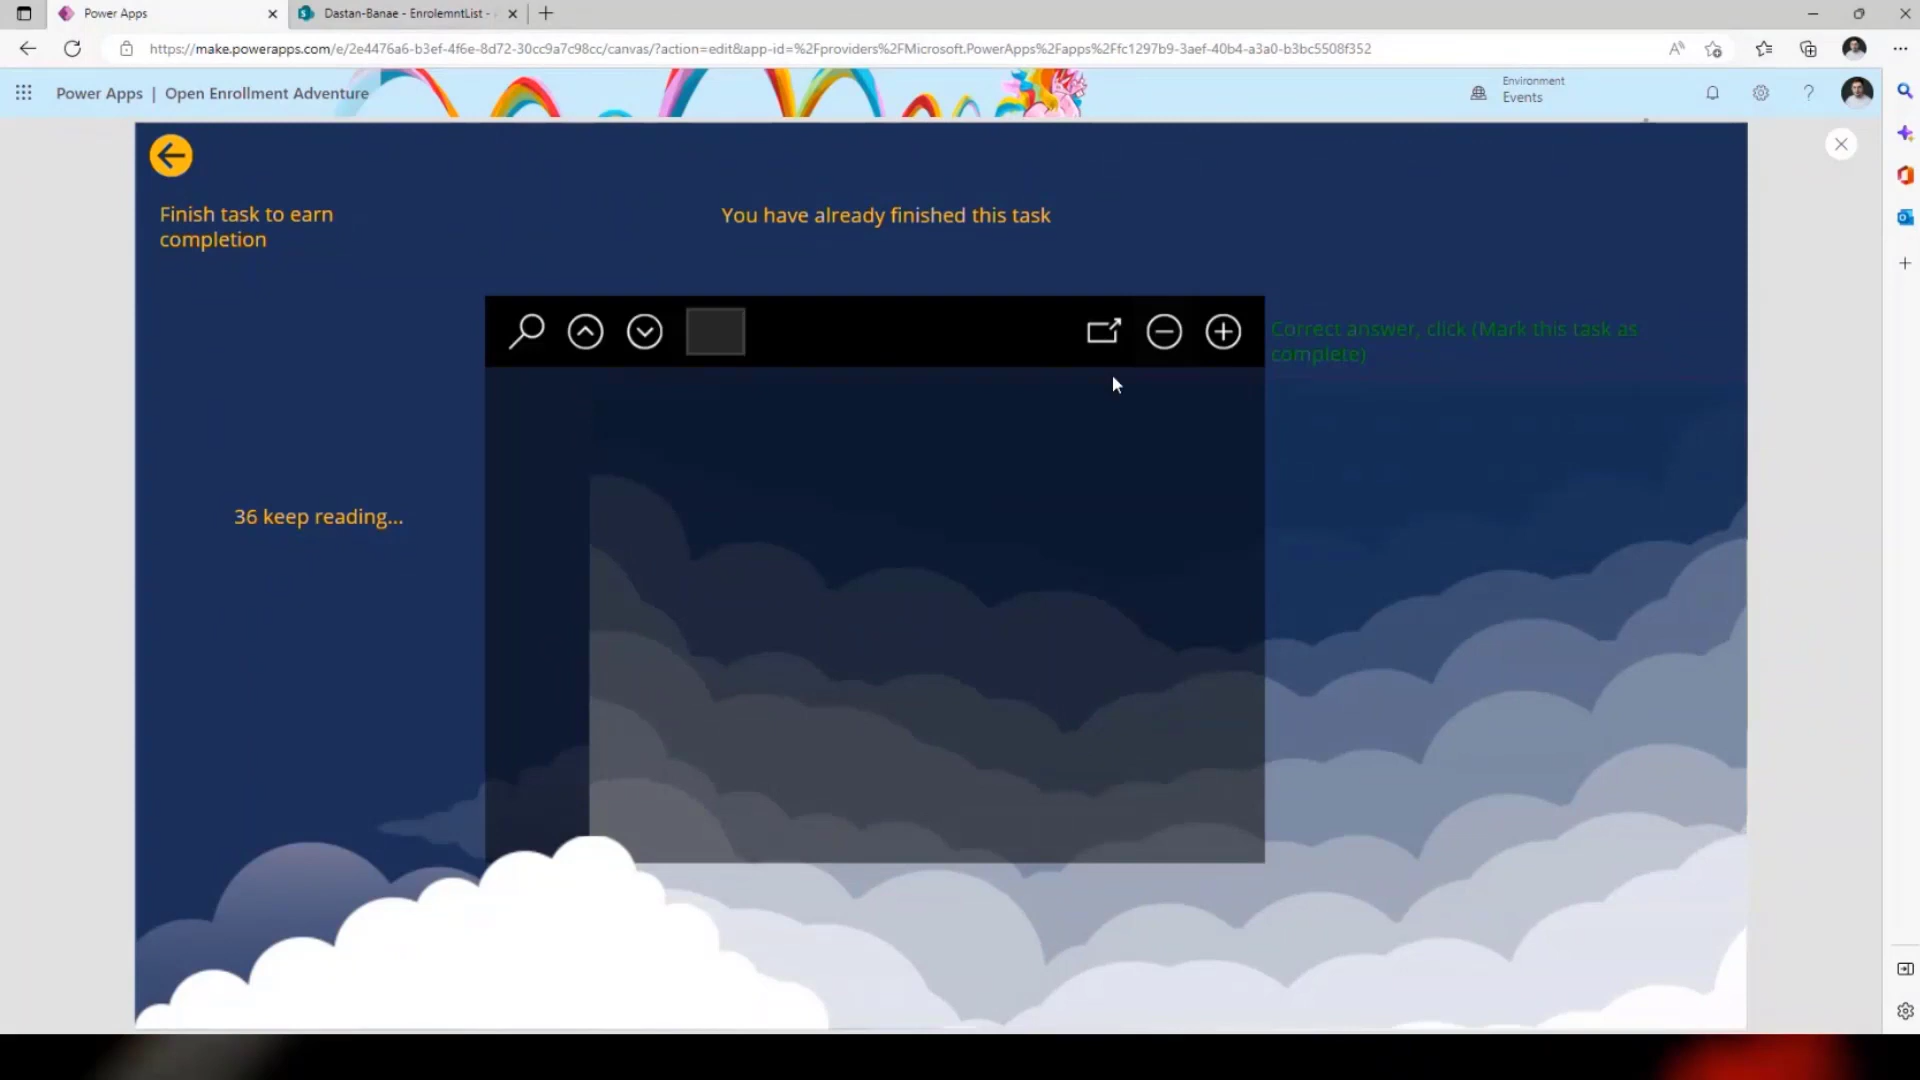 Power Apps
Dastan-Banae - EnrolemntList -
https://make.powerapps.com/e/2e4476a6-b3ef-4f6e-8d72-30cc9a7c98cc/canvas/?action=edit&app-id=%2Fproviders%2FMicrosoft.PowerApps%2Fapps%2Ffc1297b9-3aef-40b4-a3a0-b3bc5508f352
Power Apps | Open Enrollment Adventure
Environment
Events
Finish task to earn
completion
You have already finished this task
Correct answer, click (Mark this task as
complete)
36 keep reading...